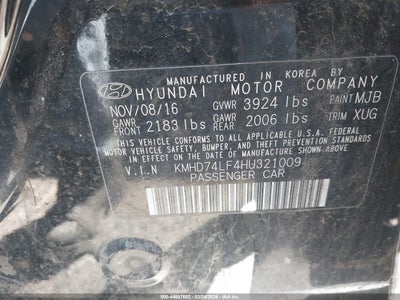 MANUFACTURED IN KOREA BY
HYUNDAI MOTOR COMPANY
NOV/08/16 GVWR 3924 lbs PAINT MJB
GAWR FRONT 2183 lbs GAWR REAR 2006 lbs TRIM XUG
THIS VEHICLE CONFORMS TO ALL APPLICABLE U.S.A. FEDERAL
MOTOR VEHICLE SAFETY, BUMPER, AND THEFT PREVENTION STANDARDS
IN EFFECT ON THE DATE OF MANUFACTURE SHOWN ABOVE.
V.I.N KMHD74LF4HU321009
PASSENGER CAR